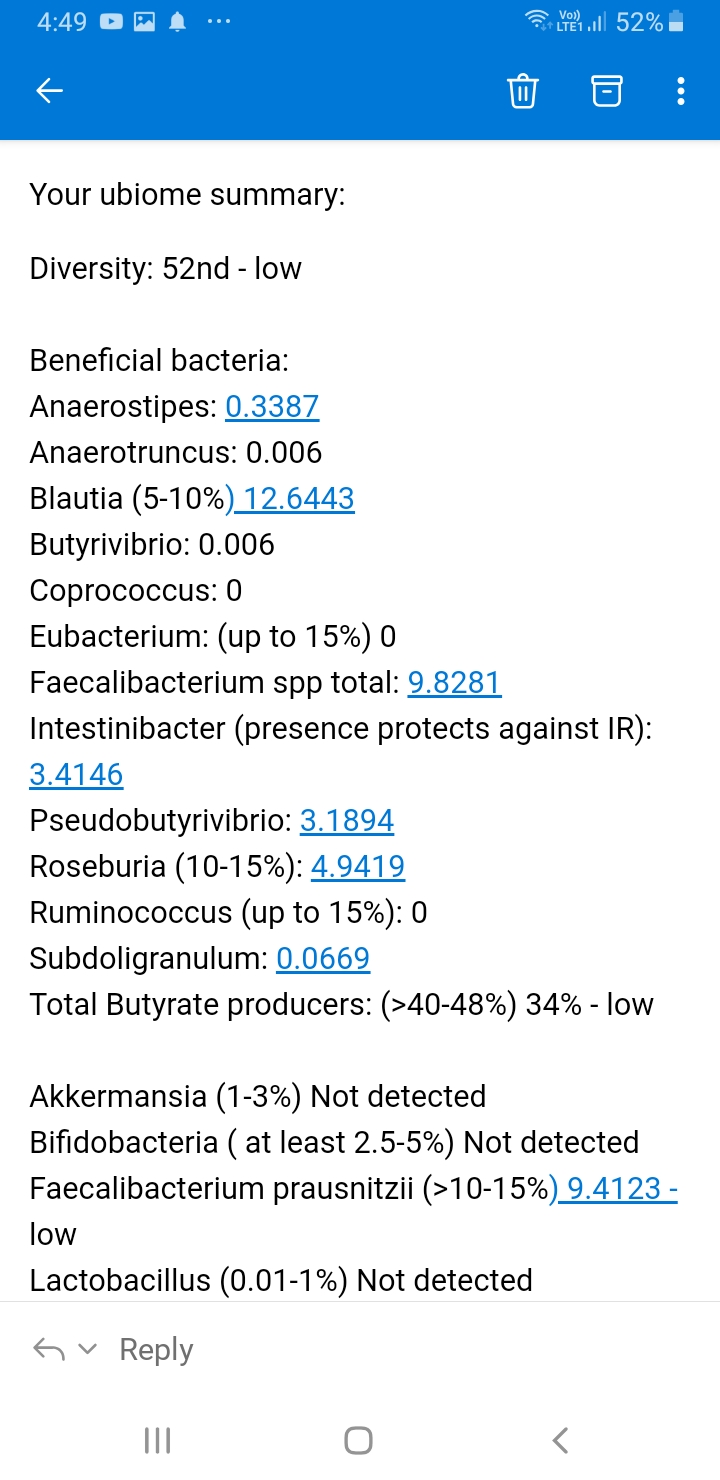 4:49
Vo))
LTE1
52%
Your ubiome summary:
Diversity: 52nd - low
Beneficial bacteria:
Anaerostipes: 0.3387
Anaerotruncus: 0.006
Blautia (5-10%) 12.6443
Butyrivibrio: 0.006
Coprococcus: 0
Eubacterium: (up to 15%) 0
Faecalibacterium spp total: 9.8281
Intestinibacter (presence protects against IR):
3.4146
Pseudobutyrivibrio: 3.1894
Roseburia (10-15%): 4.9419
Ruminococcus (up to 15%): 0
Subdoligranulum: 0.0669
Total Butyrate producers: (>40-48%) 34% - low
Akkermansia (1-3%) Not detected
Bifidobacteria ( at least 2.5-5%) Not detected
Faecalibacterium prausnitzii (>10-15%) 9.4123 -
low
Lactobacillus (0.01-1%) Not detected
Reply